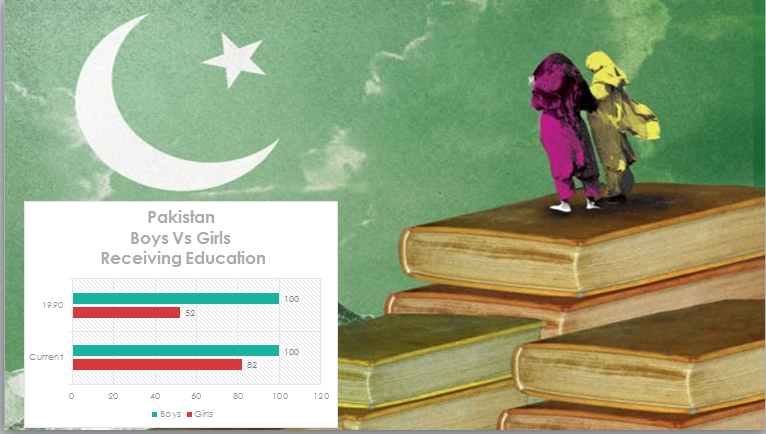 Pakistan
Boys Vs Girls
Receiving Education
1990
100
52
Current
100
82
0 20 40 60 80 100 120
Boys Girls